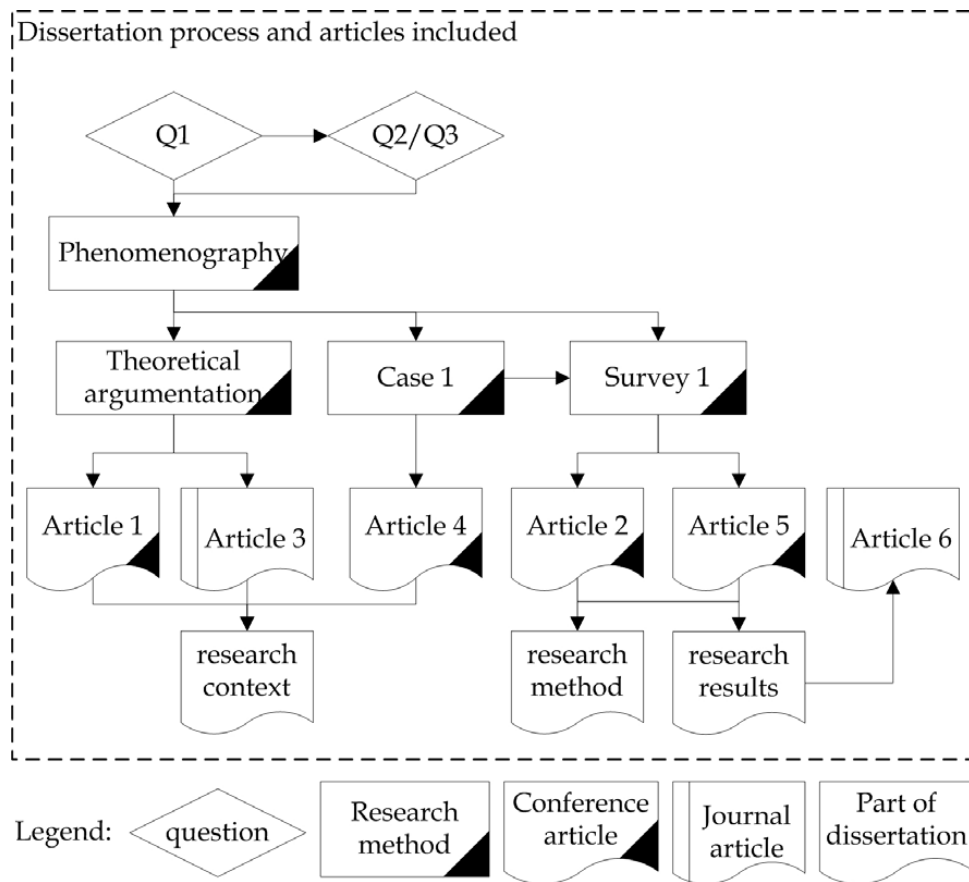 Dissertation process and articles included
Q1
Q2/Q3
Phenomenography
Theoretical
argumentation
Case 1
Survey 1
Article 1
Article 3
Article 4
Article 2
Article 5
Article 6
research
context
research
method
research
results
Legend:
question
Research
method
Conference
article
Journal
article
Part of
dissertation